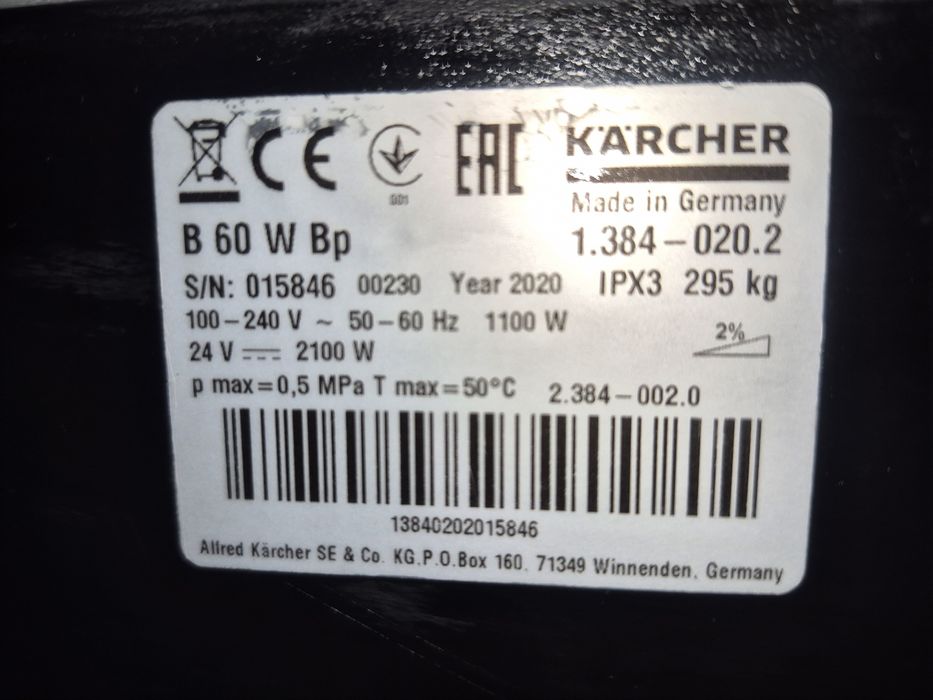 CE
001
EAC
KÄRCHER
Made in Germany
B 60 W Bp 1.384-020.2
S/N: 015846 00230 Year 2020 IPX3 295 kg
100-240 V ~ 50-60 Hz 1100 W
2%
24 V ⎓ 2100 W
p max=0,5 MPa T max=50°C 2.384-002.0
13840202015846
Alfred Kärcher SE & Co. KG.P.O.Box 160. 71349 Winnenden, Germany